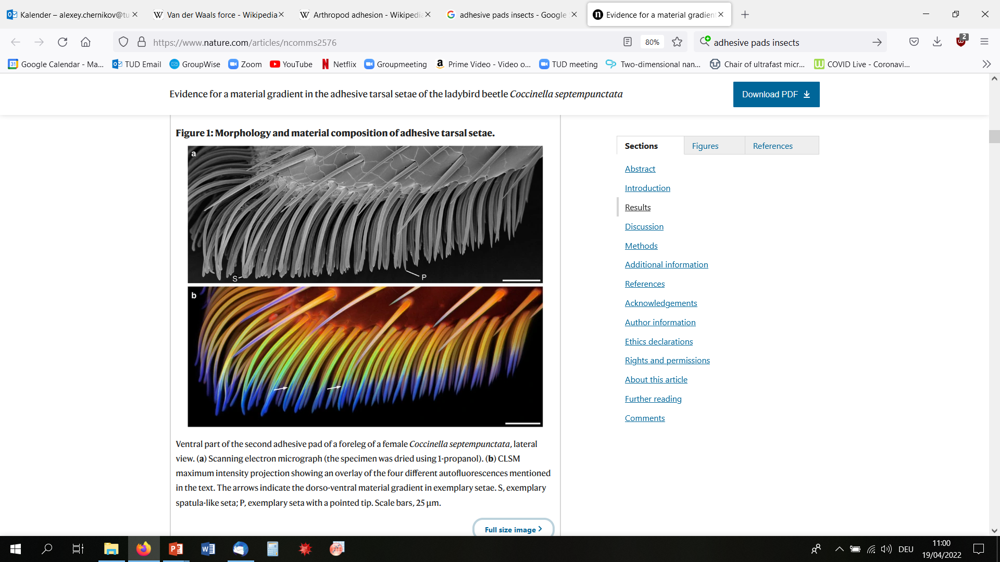 Kalender – alexey.chernikov@tu
Van der Waals force - Wikipedia
Arthropod adhesion - Wikipedia
adhesive pads insects - Google
Evidence for a material gradient
https://www.nature.com/articles/ncomms2576
80%
adhesive pads insects
2
31
Google Calendar - Ma...
TUD Email
GroupWise
Zoom
YouTube
Netflix
Groupmeeting
Prime Video - Video o...
TUD meeting
Two-dimensional nan...
Chair of ultrafast micr...
COVID Live - Coronavi...
Evidence for a material gradient in the adhesive tarsal setae of the ladybird beetle Coccinella septempunctata
Download PDF
Figure 1: Morphology and material composition of adhesive tarsal setae.
a
S
P
b
Ventral part of the second adhesive pad of a foreleg of a female Coccinella septempunctata, lateral
view. (a) Scanning electron micrograph (the specimen was dried using 1-propanol). (b) CLSM
maximum intensity projection showing an overlay of the four different autofluorescences mentioned
in the text. The arrows indicate the dorso-ventral material gradient in exemplary setae. S, exemplary
spatula-like seta; P, exemplary seta with a pointed tip. Scale bars, 25 μm.
Full size image
Sections
Figures
References
Abstract
Introduction
Results
Discussion
Methods
Additional information
References
Acknowledgements
Author information
Ethics declarations
Rights and permissions
About this article
Further reading
Comments
DEU
11:00
19/04/2022